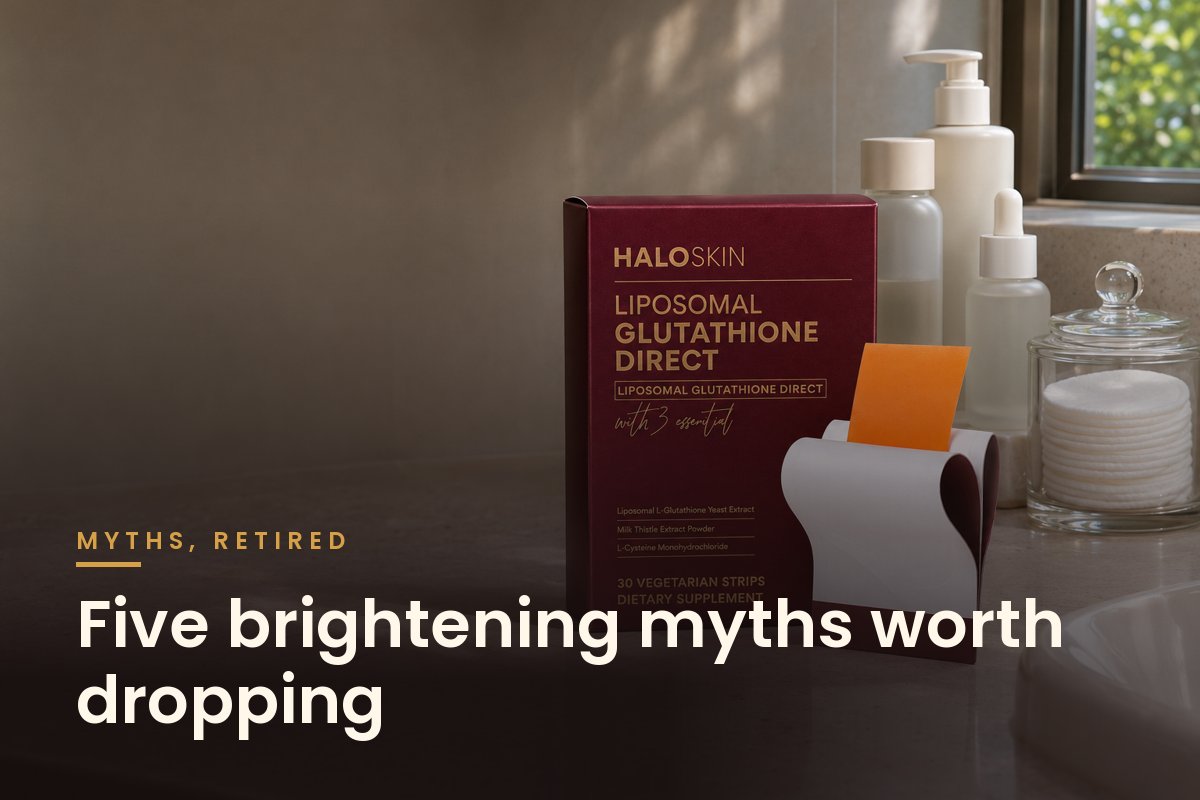 HALOSKIN
LIPOSOMAL
GLUTATHIONE
DIRECT
LIPOSOMAL GLUTATHIONE DIRECT
with 3 essential
Liposomal L-Glutathione Yeast Extract
Milk Thistle Extract Powder
L-Cysteine Monohydrochloride
30 VEGETARIAN STRIPS
DIETARY SUPPLEMENT
MYTHS, RETIRED
Five brightening myths worth
dropping